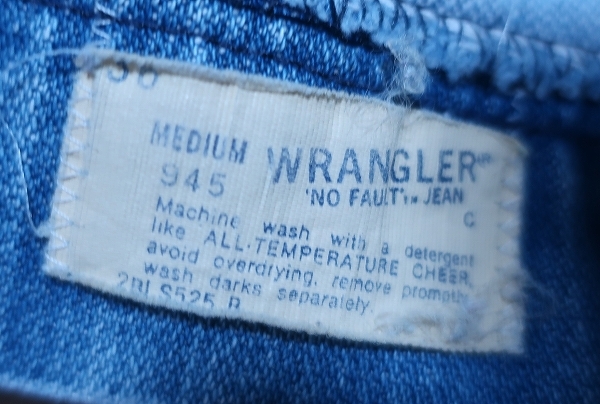 MEDIUM WRANGLER®
945 'NO FAULT'™ JEAN
C
Machine wash with a detergent
like ALL-TEMPERATURE CHEER,
avoid overdrying, remove promptly,
wash darks separately.
2BLS525 B